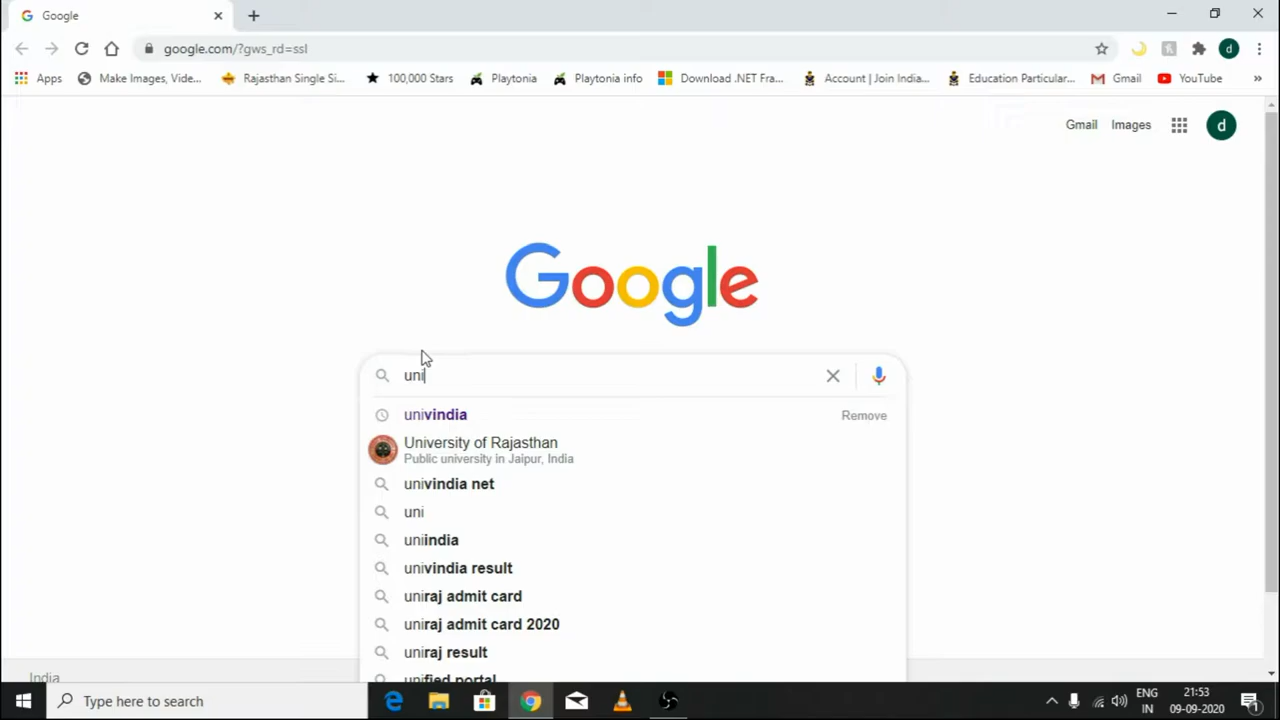 Google
google.com/?gws_rd=ssl
Apps
Make Images, Vide...
Rajasthan Single Si...
100,000 Stars
Playtonia
Playtonia info
Download .NET Fra...
Account | Join India...
Education Particular...
Gmail
YouTube
»
d
Gmail
Images
d
Google
uni
univindia
Remove
University of Rajasthan
Public university in Jaipur, India
univindia net
uni
uniindia
univindia result
uniraj admit card
uniraj admit card 2020
uniraj result
unified portal
India
Type here to search
ENG
IN
21:53
09-09-2020
1